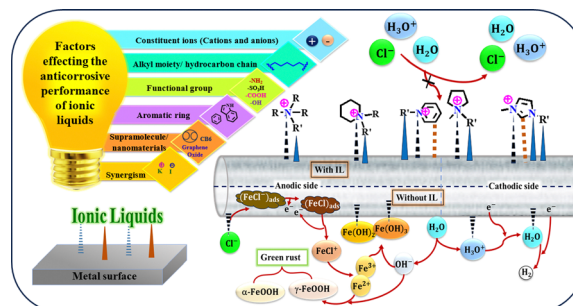 Factors
effecting the
anticorrosive
performance
of ionic
liquids
Constituent ions (Cations and anions)
Alkyl moiety/ hydrocarbon chain
Functional group
-NH₂
-SO₃H
-COOH
-OH
Aromatic ring
NH
Supramolecule/
nanomaterials
Graphene
Oxide
Synergism
K I
Ionic Liquids
Metal surface
H₃O⁺
H₂O
Cl⁻
H₂O
Cl⁻
H₃O⁺
R
R
N
R
R'
N
R
R'
R'
N
N
R'
N
N
R'
With IL
Anodic side
Without IL
Cathodic side
(FeCl⁻)ads
(FeCl)ads
e⁻
e⁻
Cl⁻
FeCl⁺
Fe(OH)₂
Fe(OH)₃
H₂O
H₃O⁺
e⁻
H₂O
e⁻
H₂
Green rust
Fe³⁺
Fe²⁺
OH⁻
α-FeOOH
γ-FeOOH